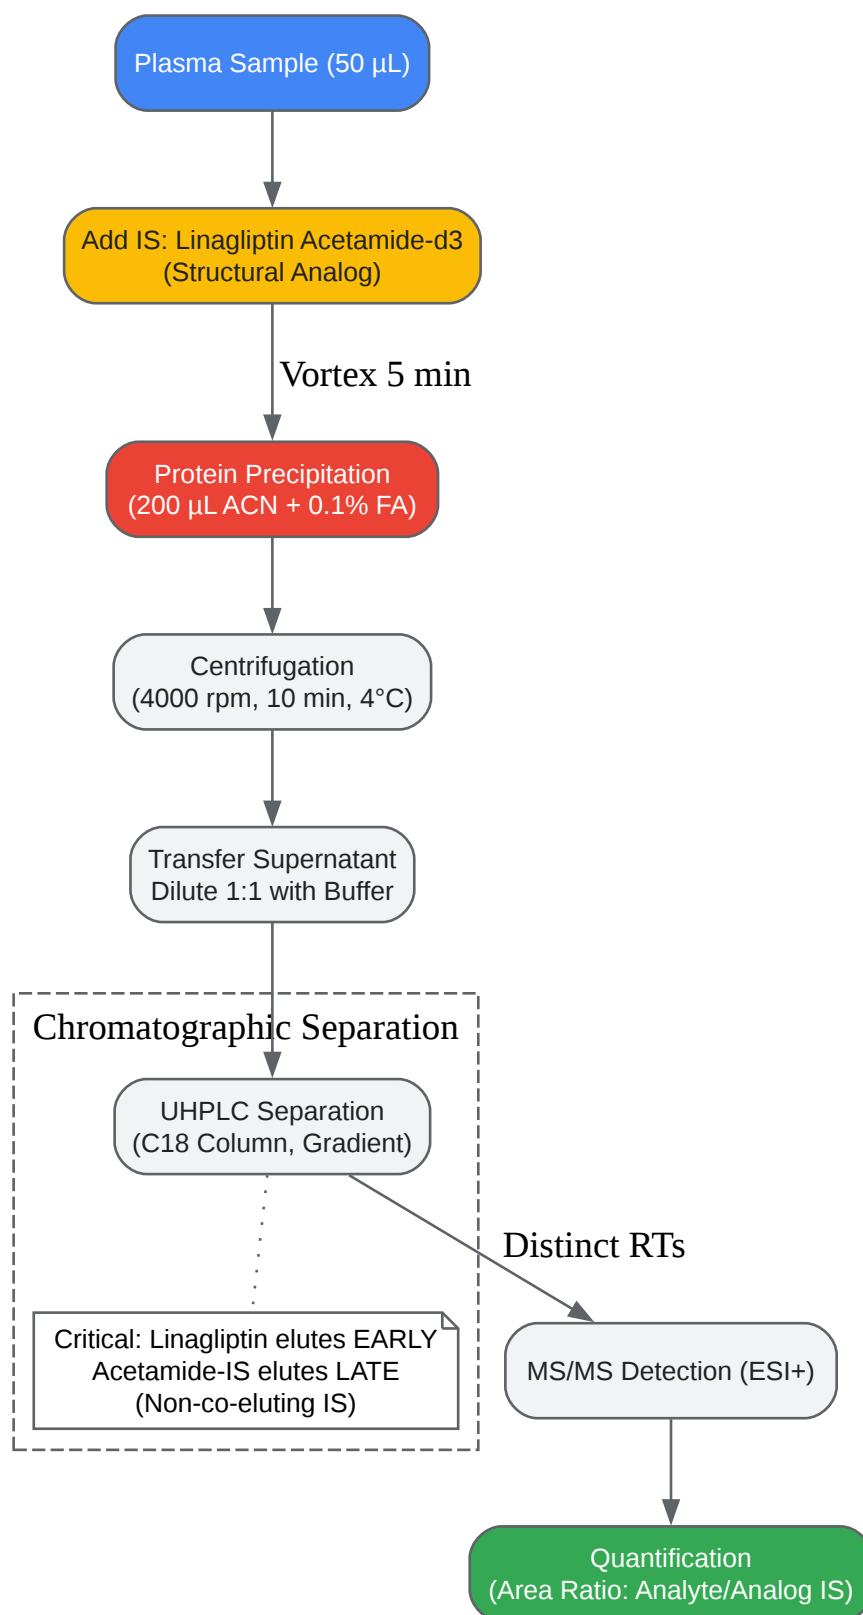 Plasma Sample (50 µL)
Add IS: Linagliptin Acetamide-d3
(Structural Analog)
Vortex 5 min
Protein Precipitation
(200 µL ACN + 0.1% FA)
Centrifugation
(4000 rpm, 10 min, 4°C)
Transfer Supernatant
Dilute 1:1 with Buffer
Chromatographic Separation
UHPLC Separation
(C18 Column, Gradient)
Distinct RTs
Critical: Linagliptin elutes EARLY
Acetamide-IS elutes LATE
(Non-co-eluting IS)
MS/MS Detection (ESI+)
Quantification
(Area Ratio: Analyte/Analog IS)